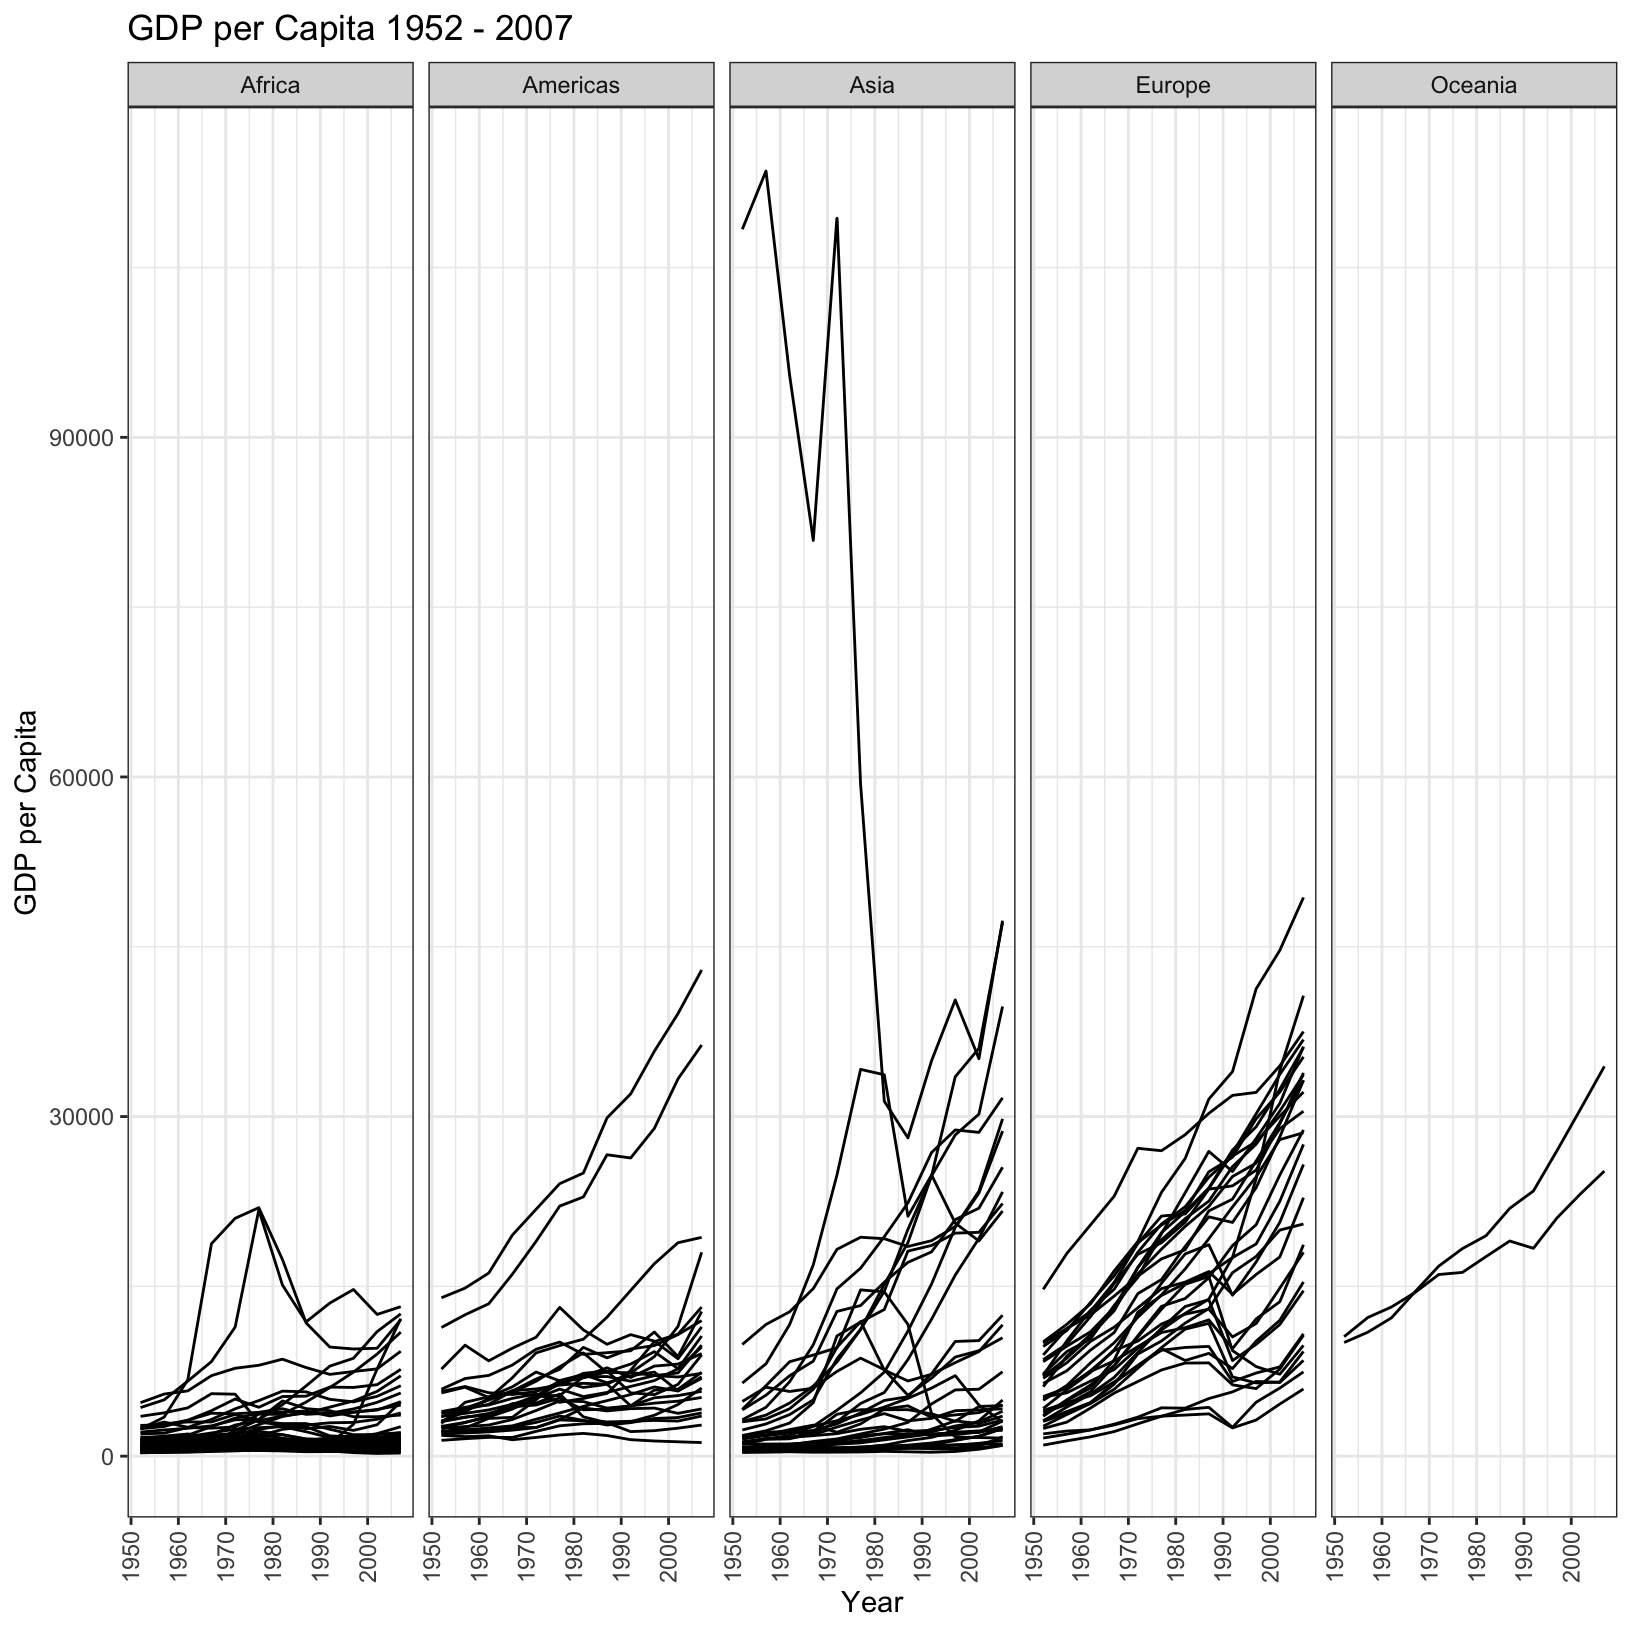 GDP per Capita 1952 - 2007
Africa Americas Asia Europe Oceania
GDP per Capita
90000
60000
30000
0
1950 1960 1970 1980 1990 2000 1950 1960 1970 1980 1990 2000 1950 1960 1970 1980 1990 2000 1950 1960 1970 1980 1990 2000 1950 1960 1970 1980 1990 2000
Year